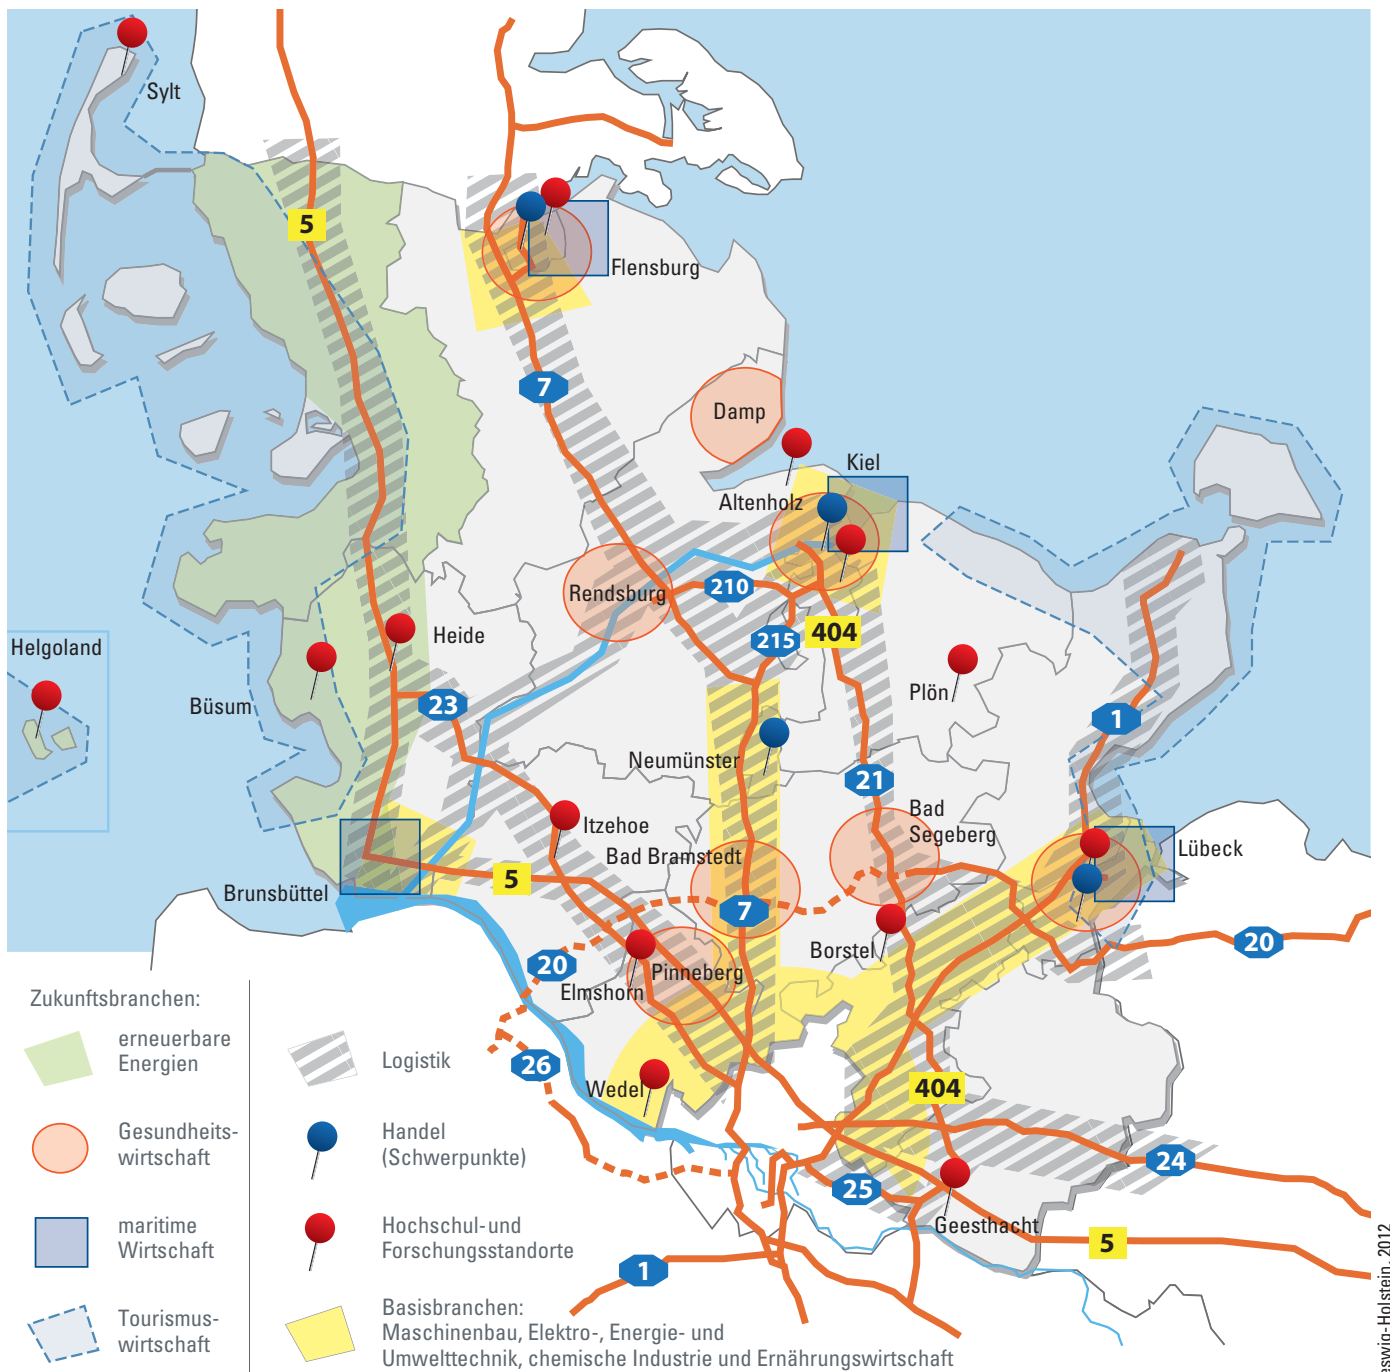 Sylt
5
Flensburg
7
Damp
Kiel
Altenholz
Rendsburg
210
215
404
Helgoland
Heide
Büsum
23
Plön
1
Neumünster
21
Itzehoe
Bad
Segeberg
Bad Bramstedt
Lübeck
5
Brunsbüttel
7
Borstel
20
20
Pinneberg
Elmshorn
26
Wedel
404
24
25
Geesthacht
5
1
Zukunftsbranchen:
erneuerbare
Energien
Gesundheits-
wirtschaft
maritime
Wirtschaft
Tourismus-
wirtschaft
Logistik
Handel
(Schwerpunkte)
Hochschul- und
Forschungsstandorte
Basisbranchen:
Maschinenbau, Elektro-, Energie- und
Umwelttechnik, chemische Industrie und Ernährungswirtschaft
eswig-Holstein, 2012